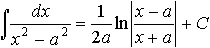 ∫ dx/(x² − a²) = 1/(2a) ln|(x − a)/(x + a)| + C